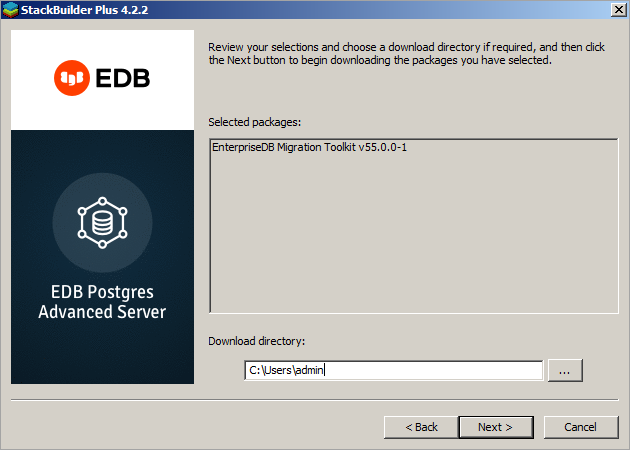 StackBuilder Plus 4.2.2
EDB
Review your selections and choose a download directory if required, and then click
the Next button to begin downloading the packages you have selected.
Selected packages:
EnterpriseDB Migration Toolkit v55.0.0-1
EDB Postgres
Advanced Server
Download directory:
C:\Users\admin
...
< Back
Next >
Cancel